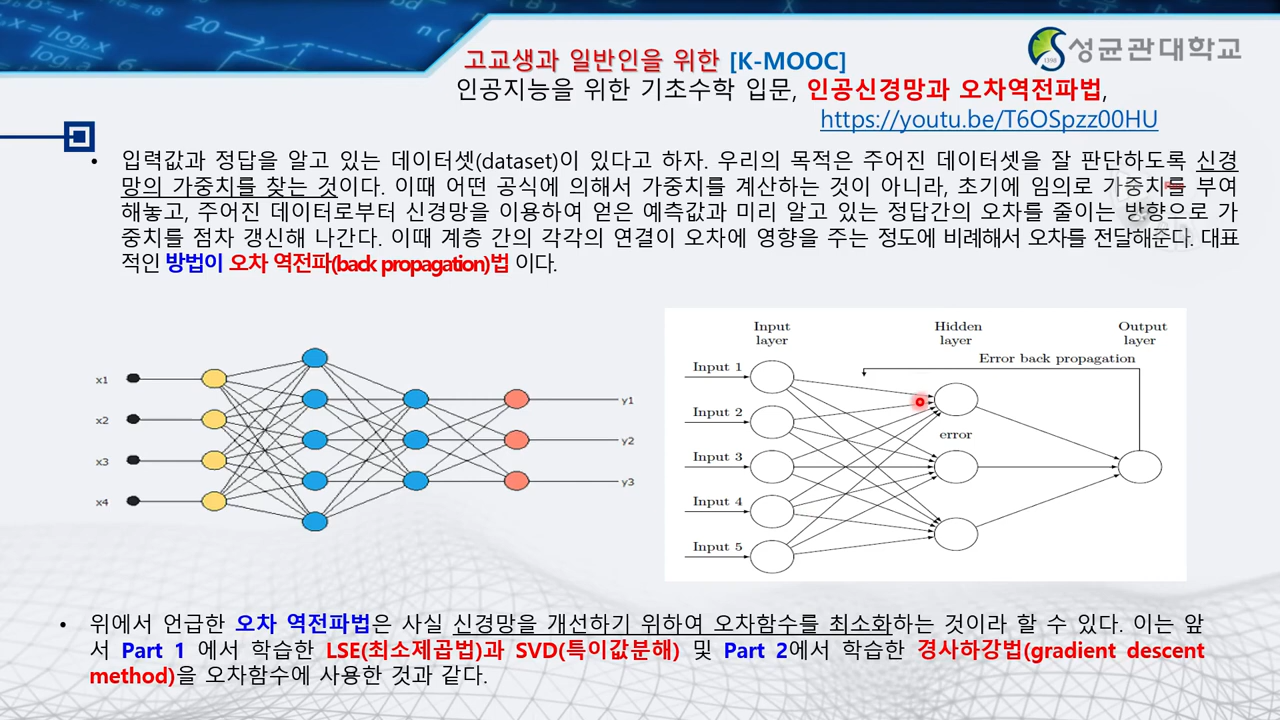 고교생과 일반인을 위한 [K-MOOC]
성균관대학교
1398
인공지능을 위한 기초수학 입문, 인공신경망과 오차역전파법,
https://youtu.be/T6OSpzz00HU
• 입력값과 정답을 알고 있는 데이터셋(dataset)이 있다고 하자. 우리의 목적은 주어진 데이터셋을 잘 판단하도록 신경
망의 가중치를 찾는 것이다. 이때 어떤 공식에 의해서 가중치를 계산하는 것이 아니라, 초기에 임의로 가중치를 부여
해놓고, 주어진 데이터로부터 신경망을 이용하여 얻은 예측값과 미리 알고 있는 정답간의 오차를 줄이는 방향으로 가
중치를 점차 갱신해 나간다. 이때 계층 간의 각각의 연결이 오차에 영향을 주는 정도에 비례해서 오차를 전달해준다. 대표
적인 방법이 오차 역전파(back propagation)법 이다.
x1
x2
x3
x4
y1
y2
y3
Input
layer
Hidden
layer
Output
layer
Error back propagation
Input 1
Input 2
error
Input 3
Input 4
Input 5
• 위에서 언급한 오차 역전파법은 사실 신경망을 개선하기 위하여 오차함수를 최소화하는 것이라 할 수 있다. 이는 앞
서 Part 1 에서 학습한 LSE(최소제곱법)과 SVD(특이값분해) 및 Part 2에서 학습한 경사하강법(gradient descent
method)을 오차함수에 사용한 것과 같다.